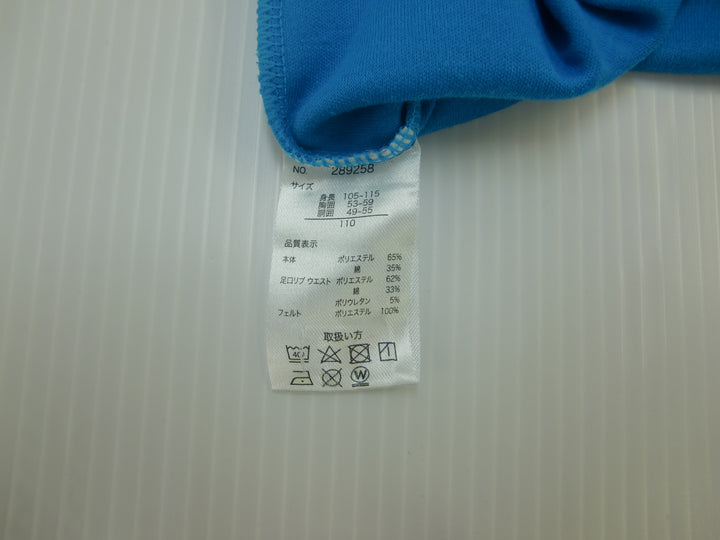 NO. 289258
サイズ
身長 105-115
胸囲 53-59
胴囲 49-55
110
品質表示
本体 ポリエステル 65%
綿 35%
足口リブ ウエスト ポリエステル 62%
綿 33%
ポリウレタン 5%
フェルト ポリエステル 100%
取扱い方
40
W